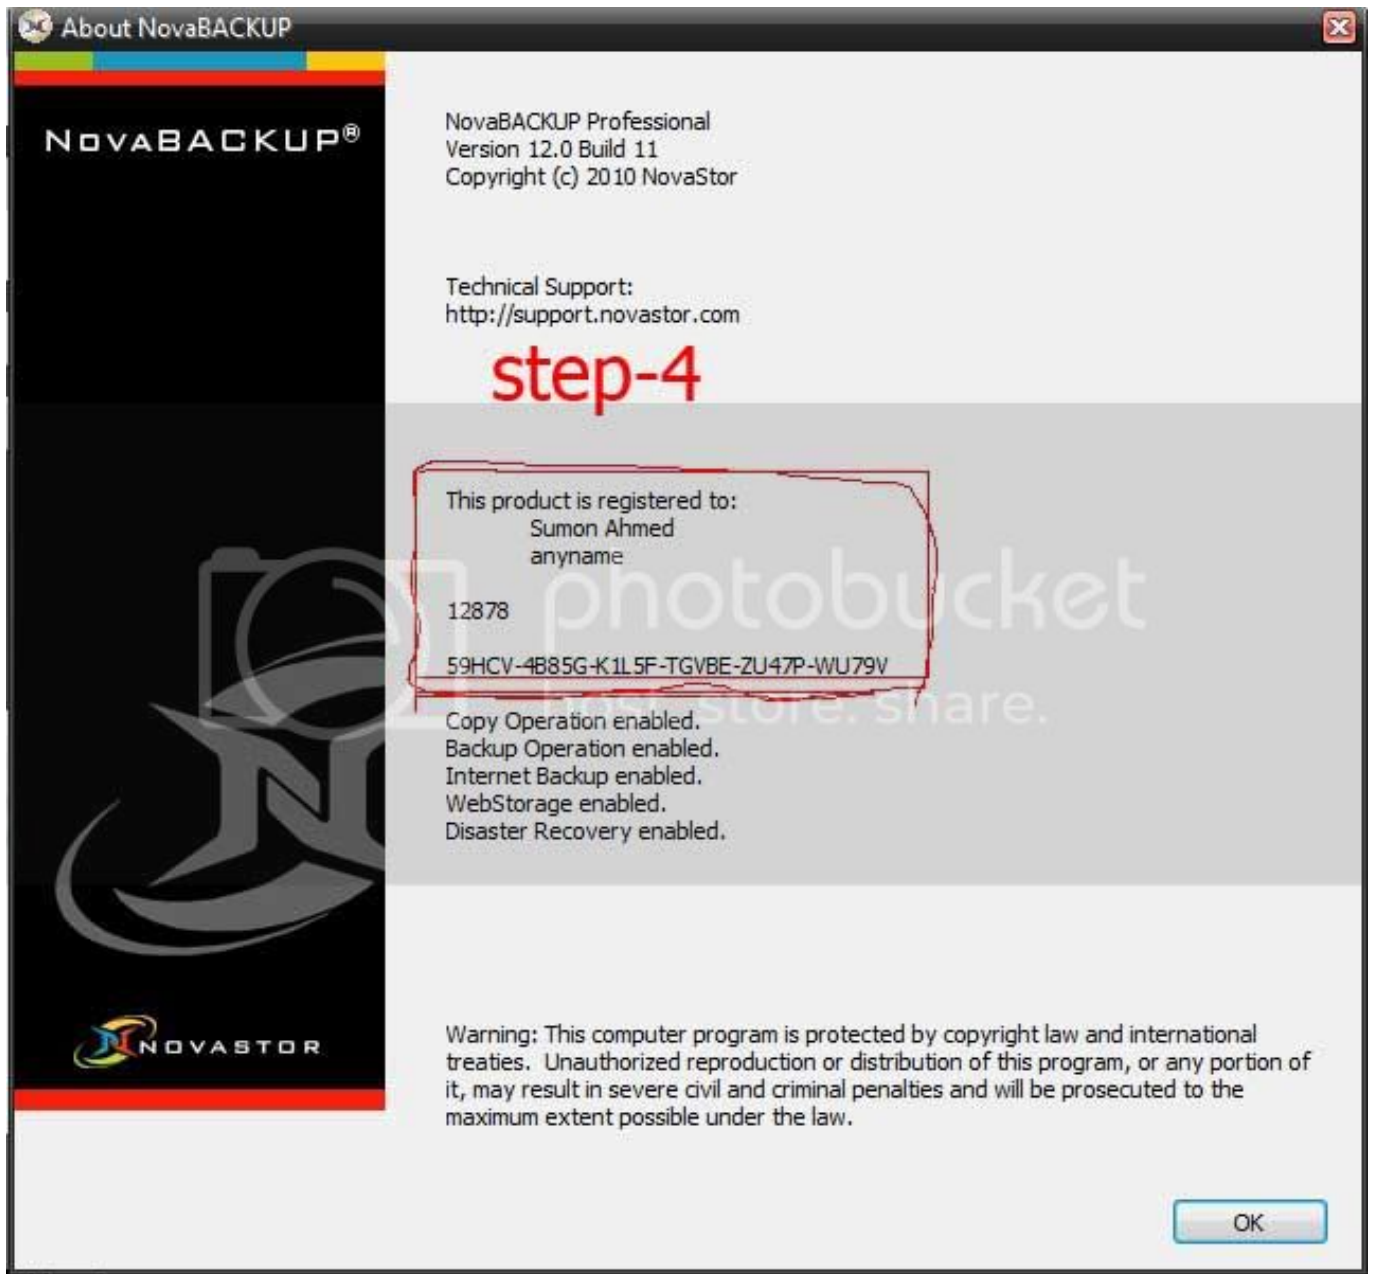 About NovaBACKUP
NovaBACKUP®
NovaBACKUP Professional
Version 12.0 Build 11
Copyright (c) 2010 NovaStor
Technical Support:
http://support.novastor.com
step-4
This product is registered to:
Sumon Ahmed
anyname
12878
59HCV-4B85G-K1L5F-TGVBE-ZU47P-WU79V
photobucket
host. store. share.
Copy Operation enabled.
Backup Operation enabled.
Internet Backup enabled.
WebStorage enabled.
Disaster Recovery enabled.
NOVASTOR
Warning: This computer program is protected by copyright law and international
treaties. Unauthorized reproduction or distribution of this program, or any portion of
it, may result in severe civil and criminal penalties and will be prosecuted to the
maximum extent possible under the law.
OK